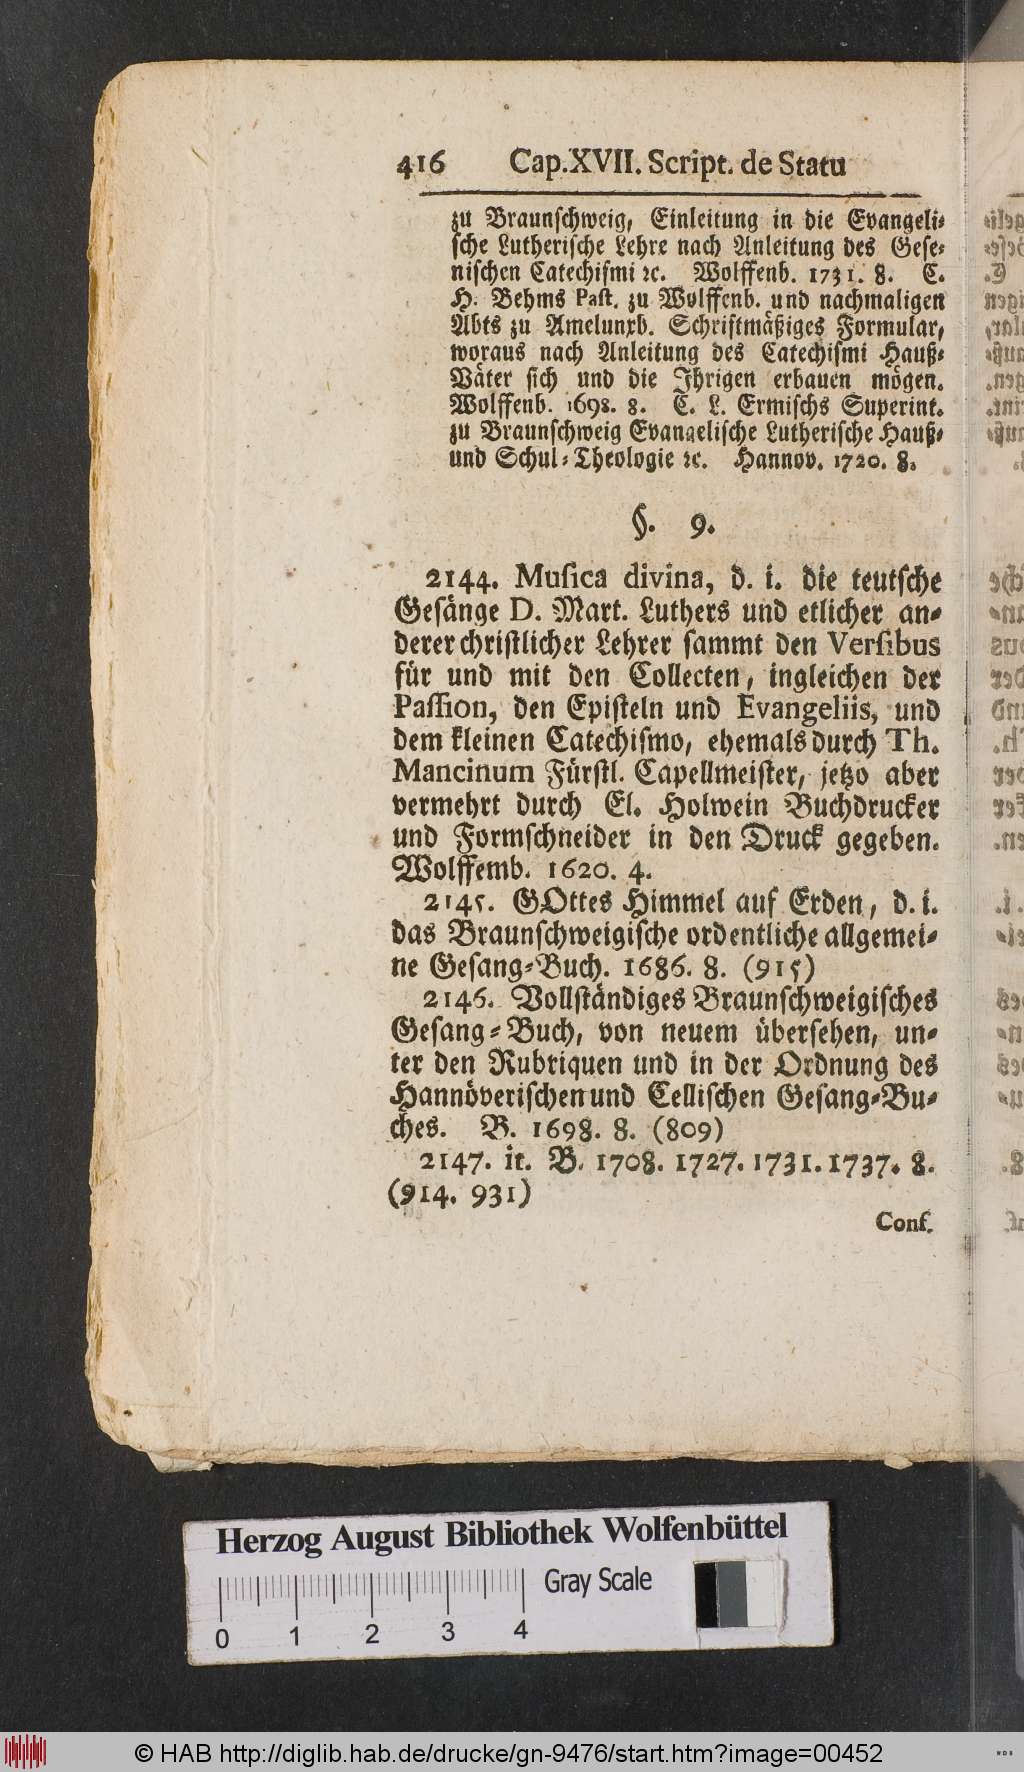 416 Cap.XVII. Script. de Statu
zu Braunschweig, Einleitung in die Evangeli-
sche Lutherische Lehre nach Anleitung des Gese-
nischen Catechismi ꝛc. Wolffenb. 1731. 8. C.
H. Behms Past. zu Wolffenb. und nachmaligen
Abts zu Amelunxb. Schriftmäßiges Formular,
woraus nach Anleitung des Catechismi Hauß-
Väter sich und die Jhrigen erbauen mögen.
Wolffenb. 1698. 8. C. L. Ermischs Superint.
zu Braunschweig Evangelische Lutherische Hauß-
und Schul-Theologie ꝛc. Hannov. 1720. 8.
§. 9.
2144. Musica divina, d. i. die teutsche
Gesänge D. Mart. Luthers und etlicher an-
derer christlicher Lehrer sammt den Versibus
für und mit den Collecten, ingleichen der
Passion, den Episteln und Evangeliis, und
dem kleinen Catechismo, ehemals durch Th.
Mancinum Fürstl. Capellmeister, jetzo aber
vermehrt durch El. Holwein Buchdrucker
und Formschneider in den Druck gegeben.
Wolffemb. 1620. 4.
2145. GOttes Himmel auf Erden, d. i.
das Braunschweigische ordentliche allgemei-
ne Gesang-Buch. 1686. 8. (915)
2146. Vollständiges Braunschweigisches
Gesang-Buch, von neuem übersehen, un-
ter den Rubriquen und in der Ordnung des
Hannöverischen und Cellischen Gesang-Bu-
ches. B. 1698. 8. (809)
2147. it. B. 1708. 1727. 1731. 1737. 8.
(914. 931)
Conf.
Herzog August Bibliothek Wolfenbüttel
Gray Scale
0 1 2 3 4
© HAB http://diglib.hab.de/drucke/gn-9476/start.htm?image=00452